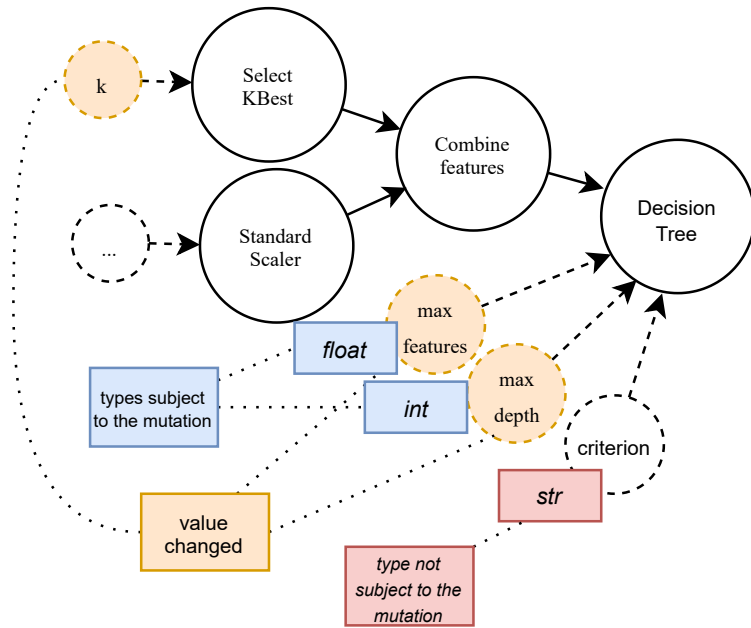 Select
KBest
k
Combine
features
Decision
Tree
...
Standard
Scaler
max
features
float
max
depth
int
types subject
to the mutation
criterion
str
value
changed
type not
subject to the
mutation